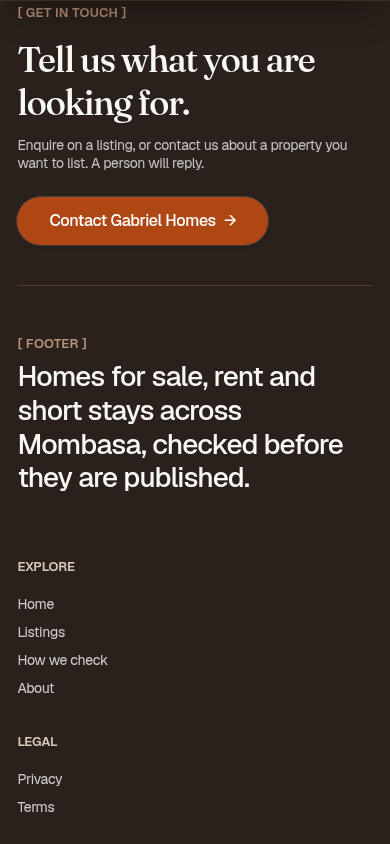 [ GET IN TOUCH ]
Tell us what you are
looking for.
Enquire on a listing, or contact us about a property you
want to list. A person will reply.
Contact Gabriel Homes →
[ FOOTER ]
Homes for sale, rent and
short stays across
Mombasa, checked before
they are published.
EXPLORE
Home
Listings
How we check
About
LEGAL
Privacy
Terms